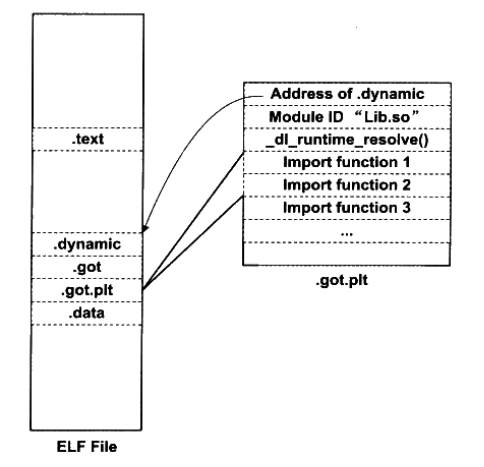 Address of .dynamic
Module ID “Lib.so”
_dl_runtime_resolve()
Import function 1
Import function 2
Import function 3
...
.got.plt
.text
.dynamic
.got
.got.plt
.data
ELF File